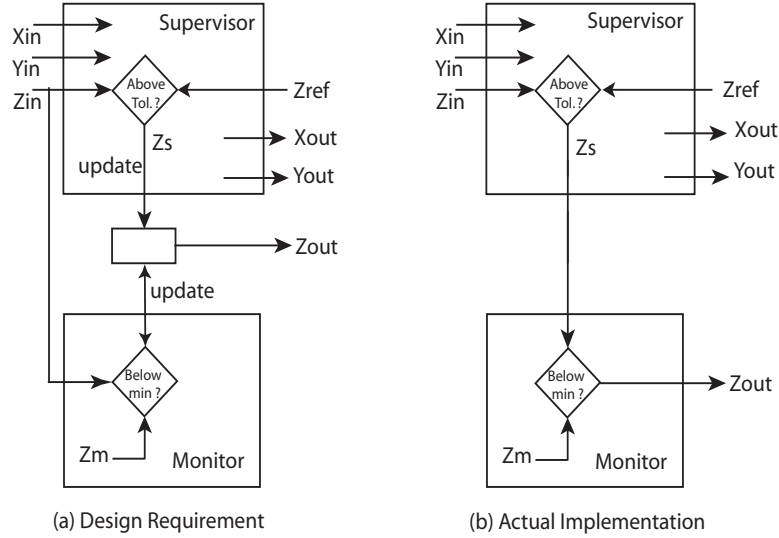 Supervisor
Xin
Yin
Zin
Above
Tol. ?
Zref
Zs
update
Xout
Yout
Zout
update
Below
min ?
Zm
Monitor
(a) Design Requirement
Supervisor
Xin
Yin
Zin
Above
Tol. ?
Zref
Zs
Xout
Yout
Below
min ?
Zout
Zm
Monitor
(b) Actual Implementation